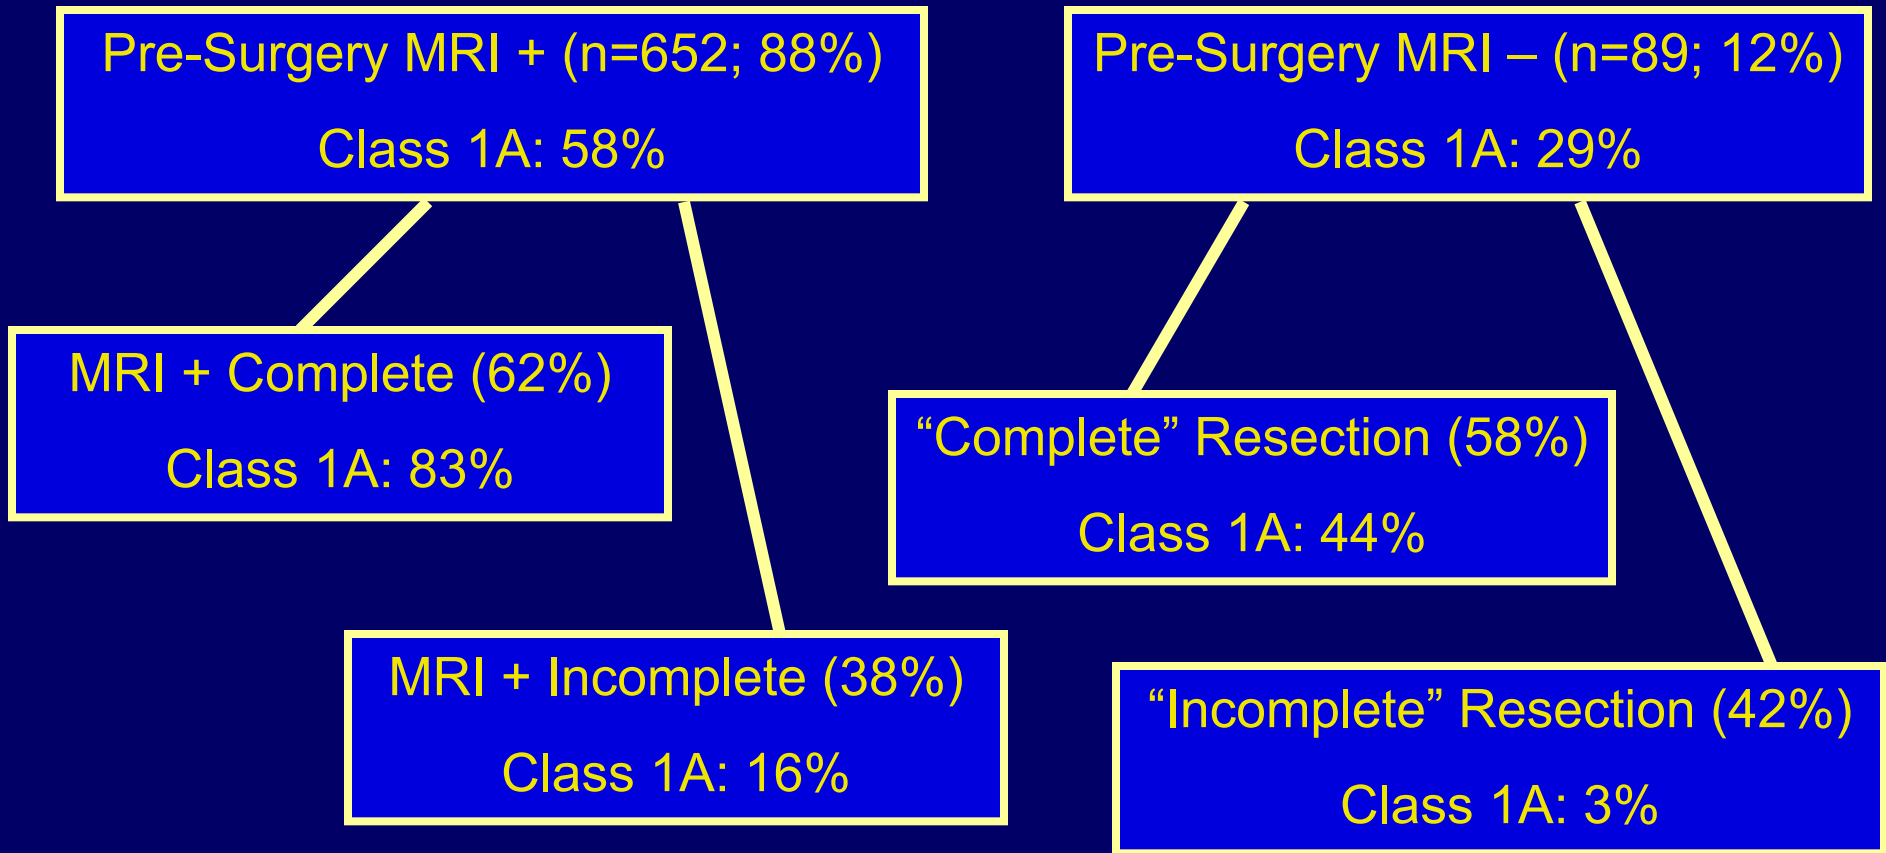 Pre-Surgery MRI + (n=652; 88%)
Class 1A: 58%
Pre-Surgery MRI – (n=89; 12%)
Class 1A: 29%
MRI + Complete (62%)
Class 1A: 83%
“Complete” Resection (58%)
Class 1A: 44%
MRI + Incomplete (38%)
Class 1A: 16%
“Incomplete” Resection (42%)
Class 1A: 3%